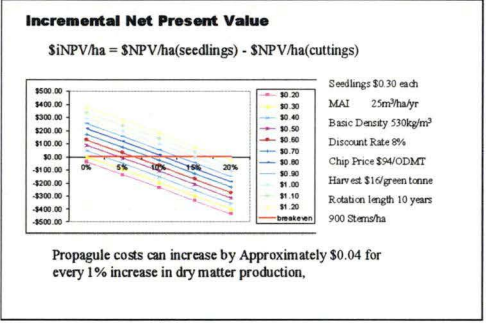 Incremental Net Present Value
$iNPV/ha = $NPV/ha(seedlings) - $NPV/ha(cuttings)
$500.00
$400.00
$300.00
$200.00
$100.00
$0.00
-$100.00
-$200.00
-$300.00
-$400.00
-$500.00
0%
5%
10%
15%
20%
$0.20
$0.30
$0.40
$0.50
$0.60
$0.70
$0.80
$0.90
$1.00
$1.10
$1.20
breakeven
Seedlings $0.30 each
MAI 25m³/ha/yr
Basic Density 530kg/m³
Discount Rate 8%
Chip Price $94/ODMT
Harvest $16/green tonne
Rotation length 10 years
900 Stems/ha
Propagule costs can increase by Approximately $0.04 for
every 1% increase in dry matter production,